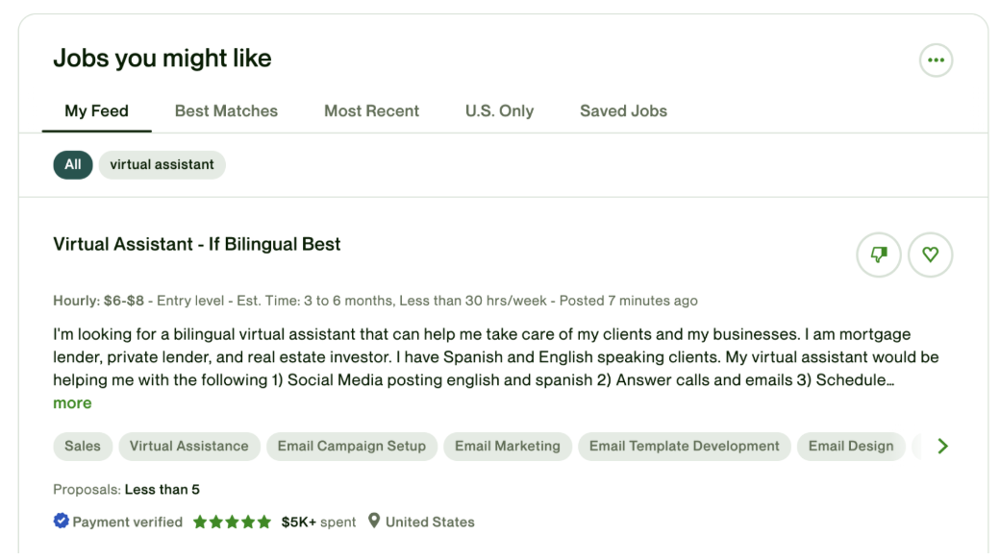 Jobs you might like
My Feed Best Matches Most Recent U.S. Only Saved Jobs
All virtual assistant
Virtual Assistant - If Bilingual Best
Hourly: $6-$8 - Entry level - Est. Time: 3 to 6 months, Less than 30 hrs/week - Posted 7 minutes ago
I'm looking for a bilingual virtual assistant that can help me take care of my clients and my businesses. I am mortgage
lender, private lender, and real estate investor. I have Spanish and English speaking clients. My virtual assistant would be
helping me with the following 1) Social Media posting english and spanish 2) Answer calls and emails 3) Schedule…
more
Sales Virtual Assistance Email Campaign Setup Email Marketing Email Template Development Email Design
Proposals: Less than 5
Payment verified $5K+ spent United States